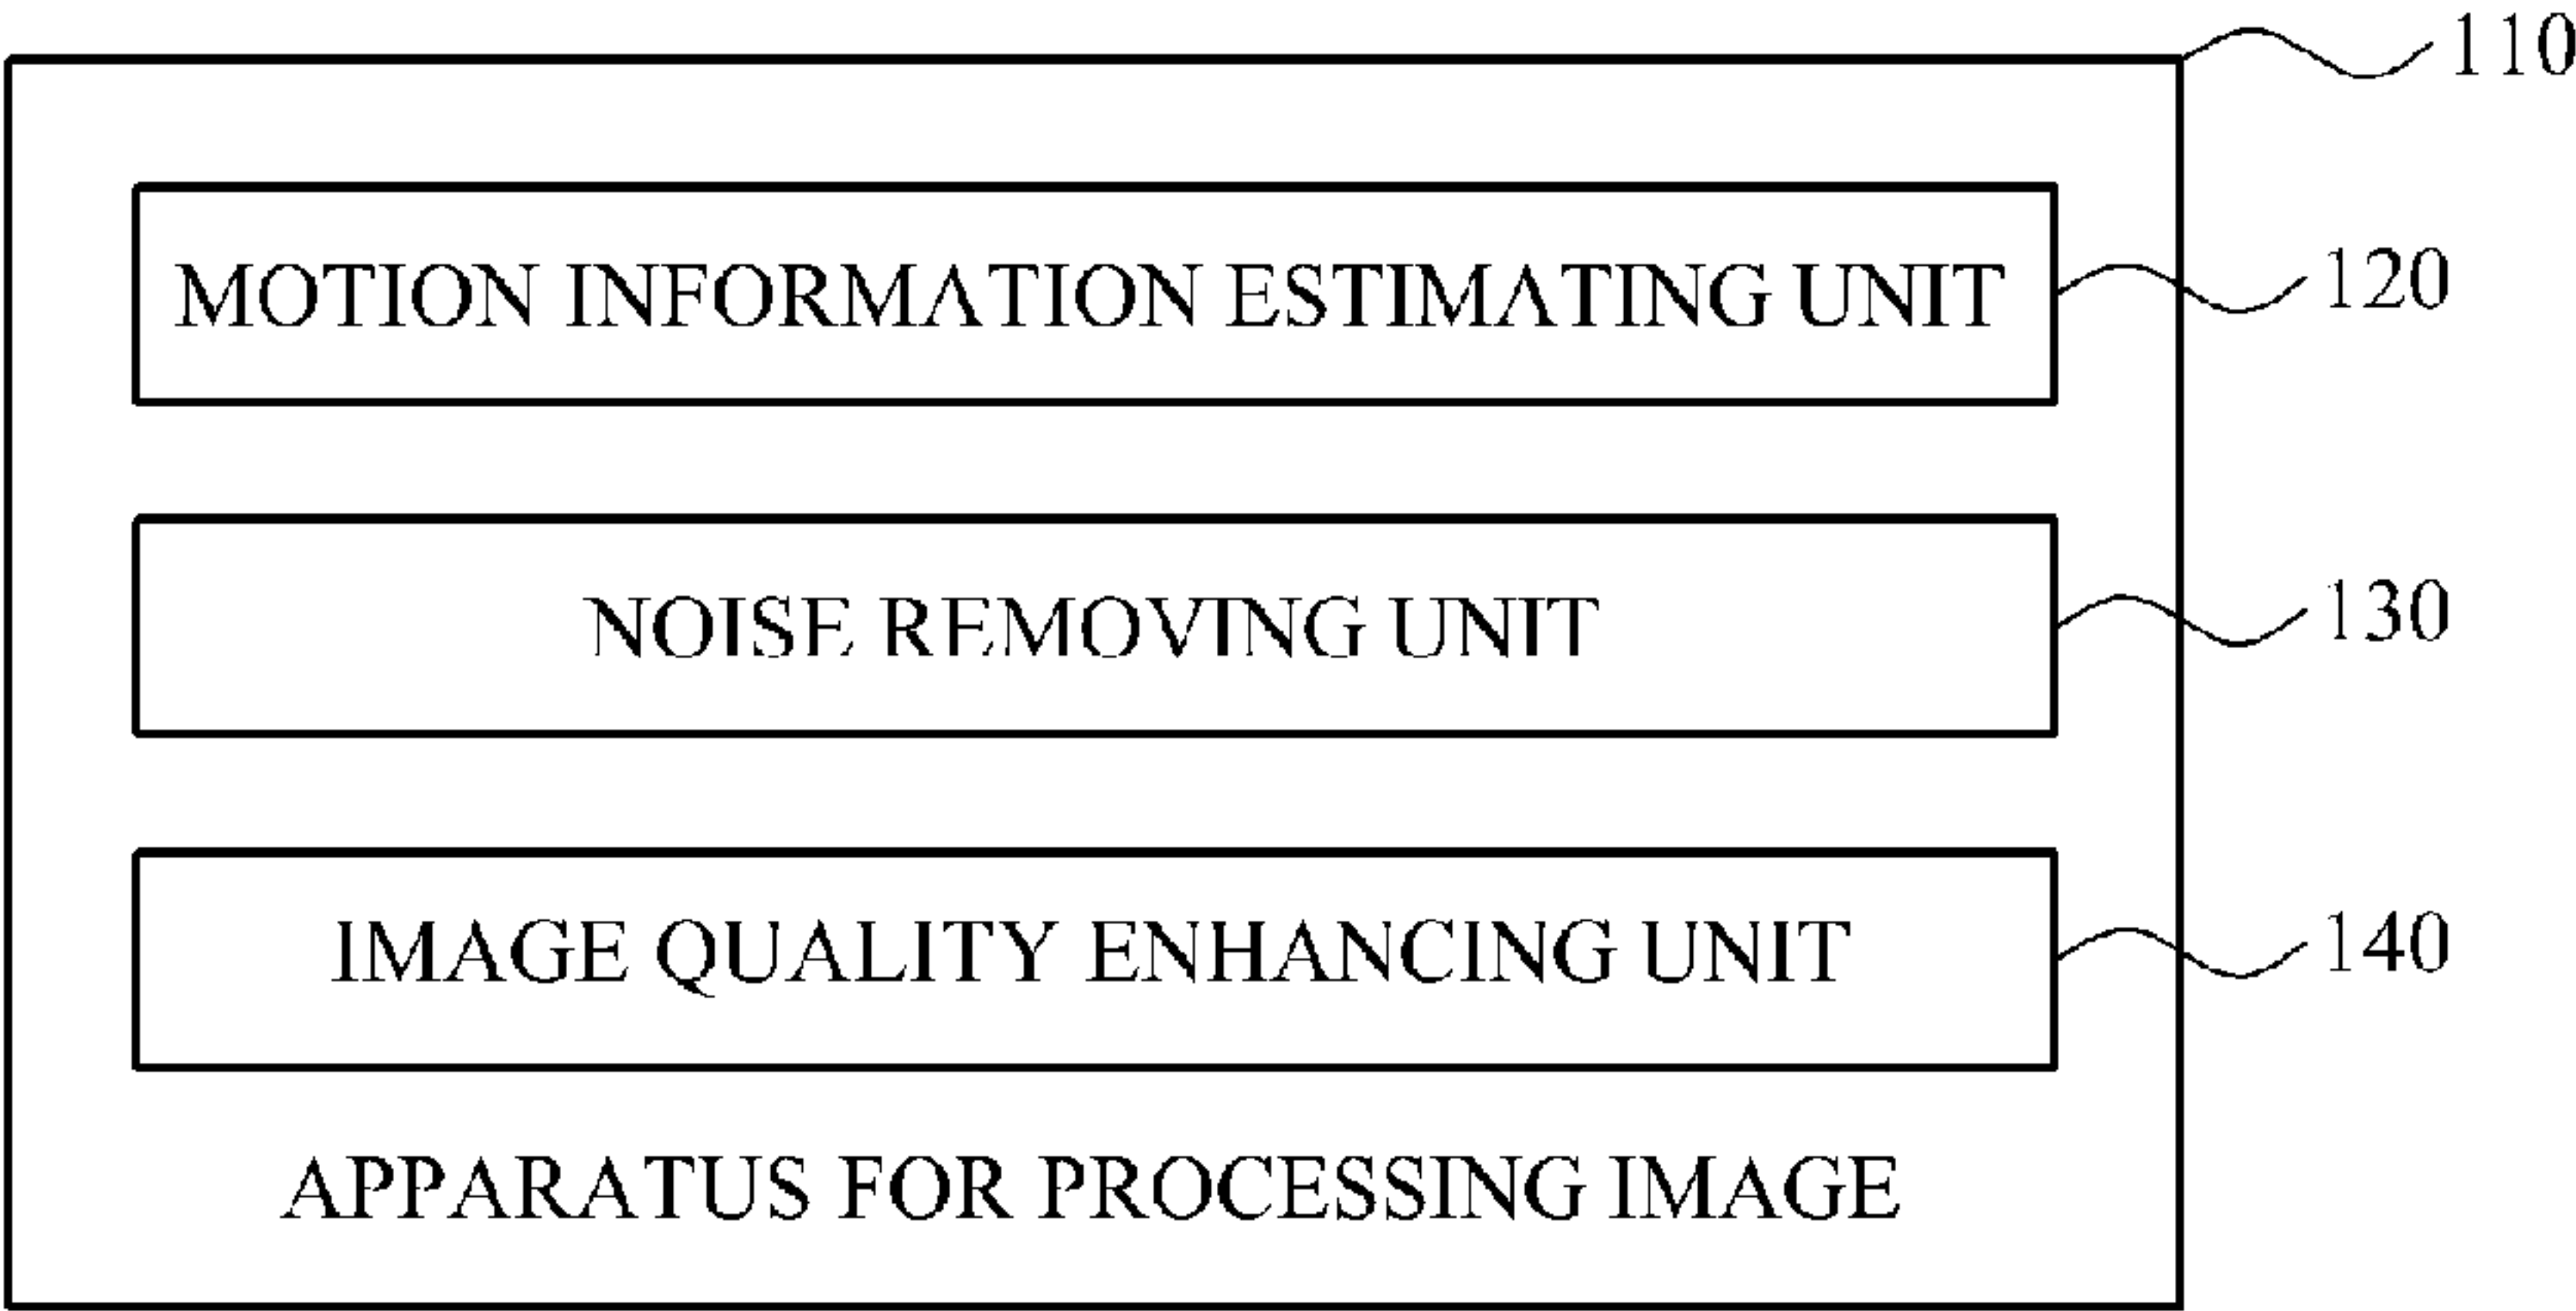 110
MOTION INFORMATION ESTIMATING UNIT 120
NOISE REMOVING UNIT 130
IMAGE QUALITY ENHANCING UNIT 140
APPARATUS FOR PROCESSING IMAGE